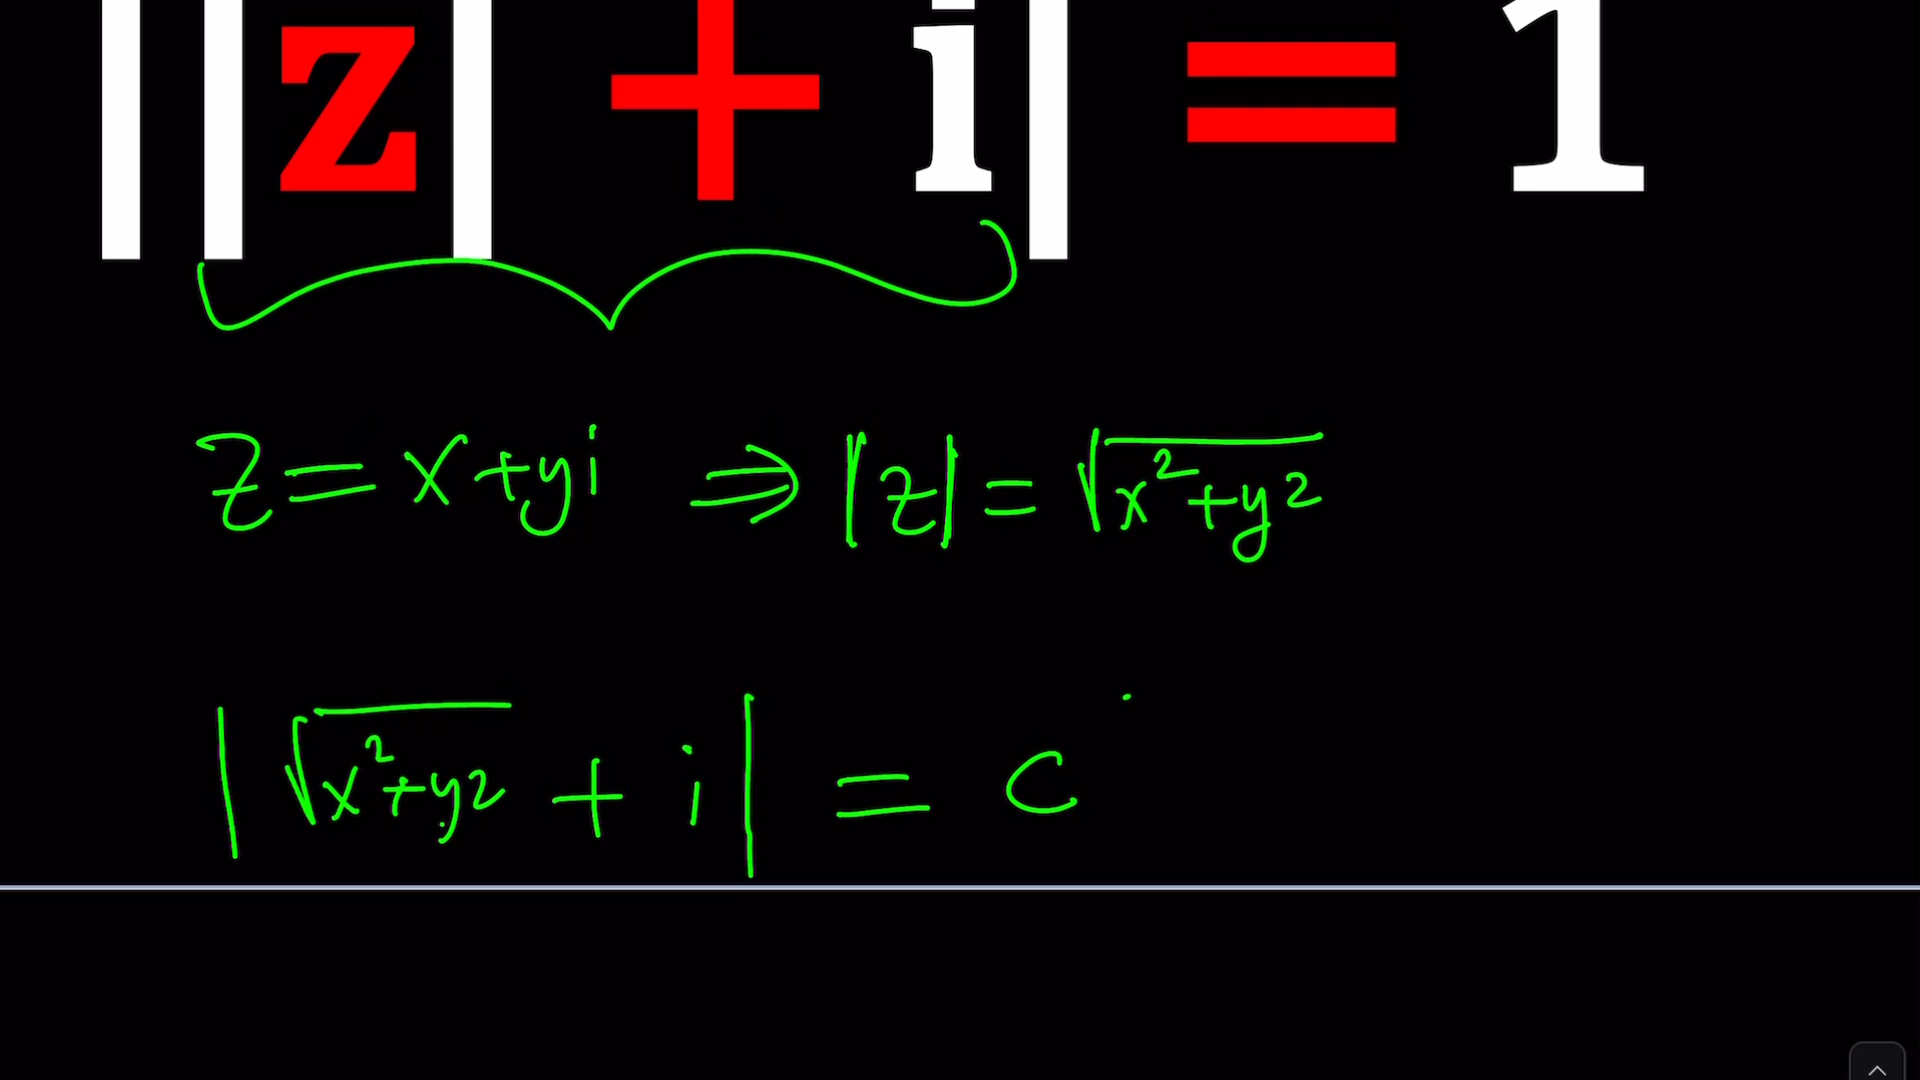 ||z| + i| = 1
z = x + yi ⇒ |z| = √x²+y²
|√x²+y² + i| = c